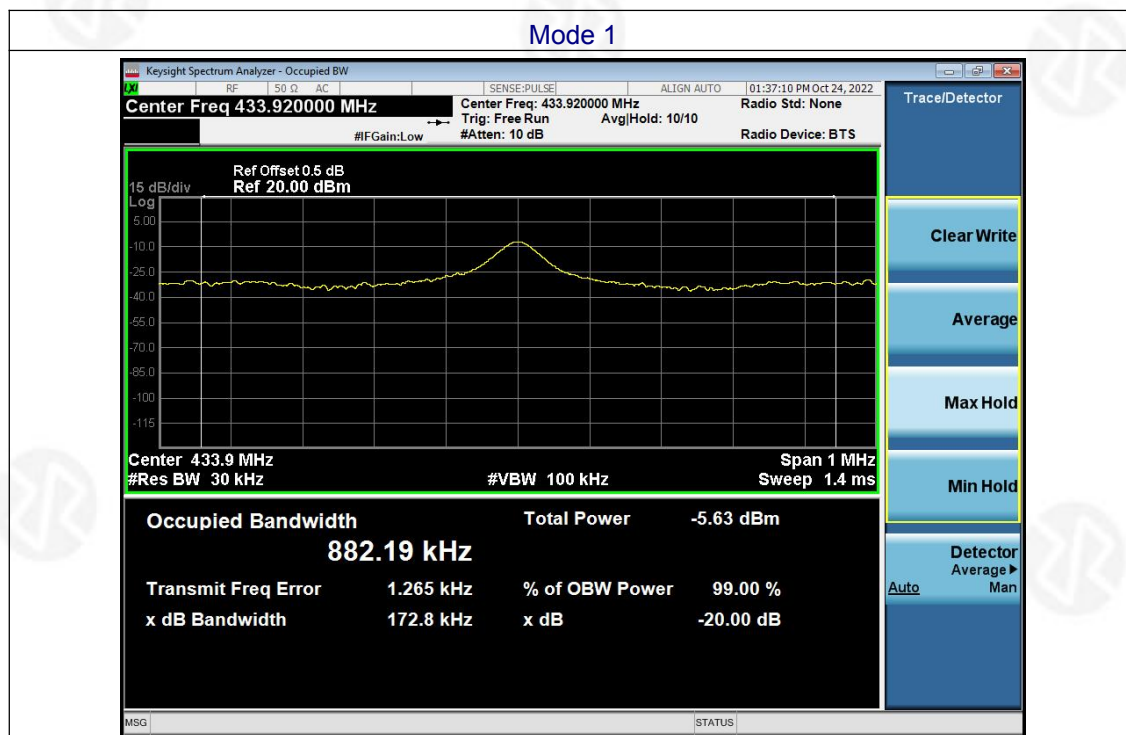 Mode 1
Keysight Spectrum Analyzer - Occupied BW
LXI RF 50 Ω AC SENSE:PULSE ALIGN AUTO 01:37:10 PM Oct 24, 2022
Center Freq 433.920000 MHz Center Freq: 433.920000 MHz Radio Std: None
Trig: Free Run Avg|Hold: 10/10
#IFGain:Low #Atten: 10 dB Radio Device: BTS
Trace/Detector
Ref Offset 0.5 dB
15 dB/div Ref 20.00 dBm
Log
5.00
-10.0
-25.0
-40.0
-55.0
-70.0
-85.0
-100
-115
Center 433.9 MHz Span 1 MHz
#Res BW 30 kHz #VBW 100 kHz Sweep 1.4 ms
Clear Write
Average
Max Hold
Min Hold
Detector
Average▶
Auto Man
Occupied Bandwidth Total Power -5.63 dBm
882.19 kHz
Transmit Freq Error 1.265 kHz % of OBW Power 99.00 %
x dB Bandwidth 172.8 kHz x dB -20.00 dB
MSG STATUS